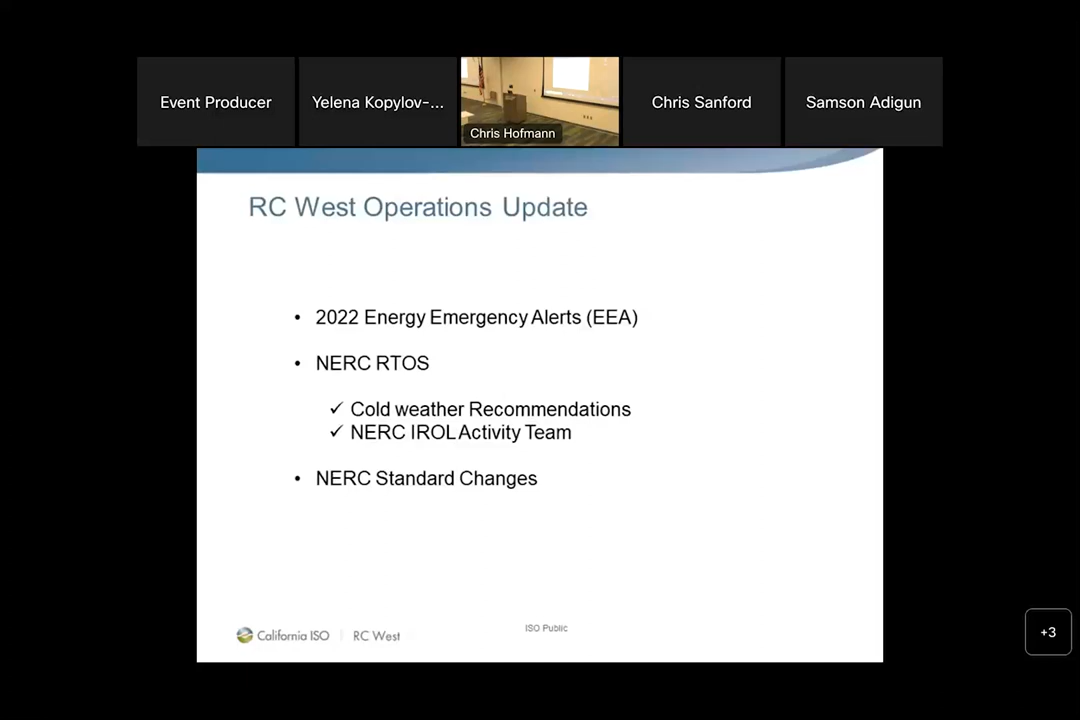 Event Producer
Yelena Kopylov-...
Chris Hofmann
Chris Sanford
Samson Adigun
RC West Operations Update
• 2022 Energy Emergency Alerts (EEA)
• NERC RTOS
✓ Cold weather Recommendations
✓ NERC IROL Activity Team
• NERC Standard Changes
California ISO | RC West
ISO Public
+3